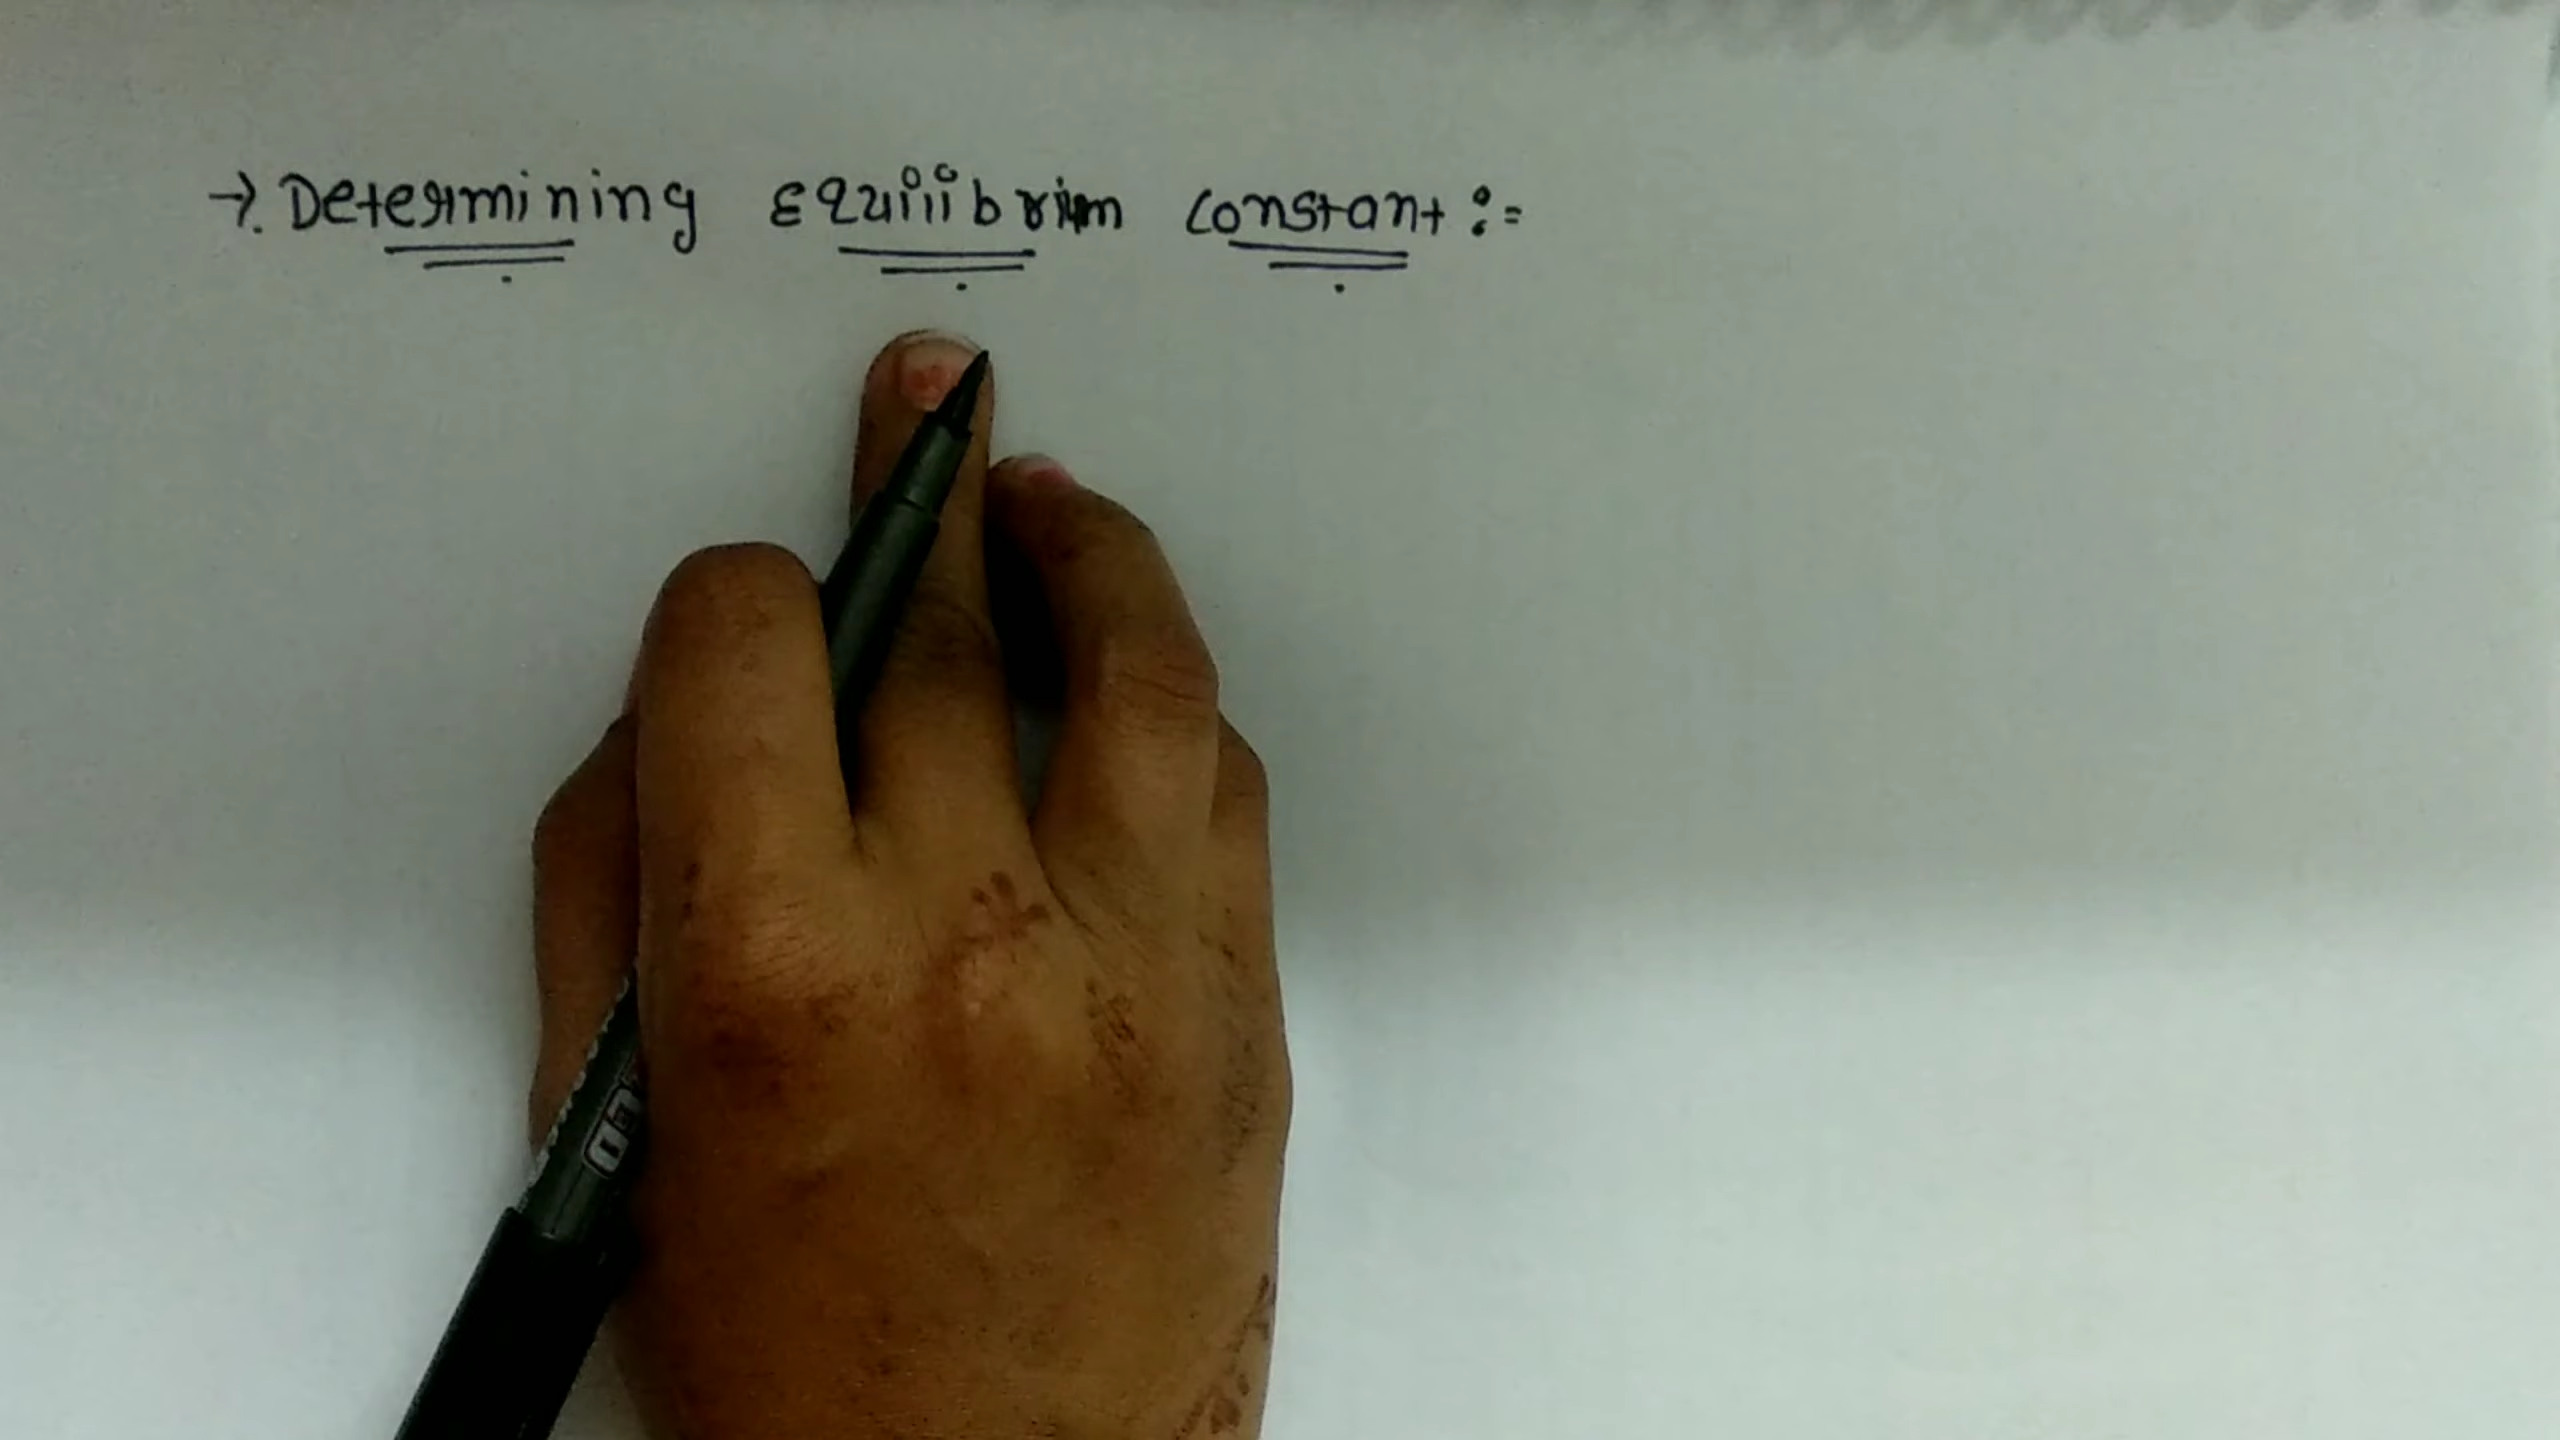 →. Determining Equilibrium constant :=